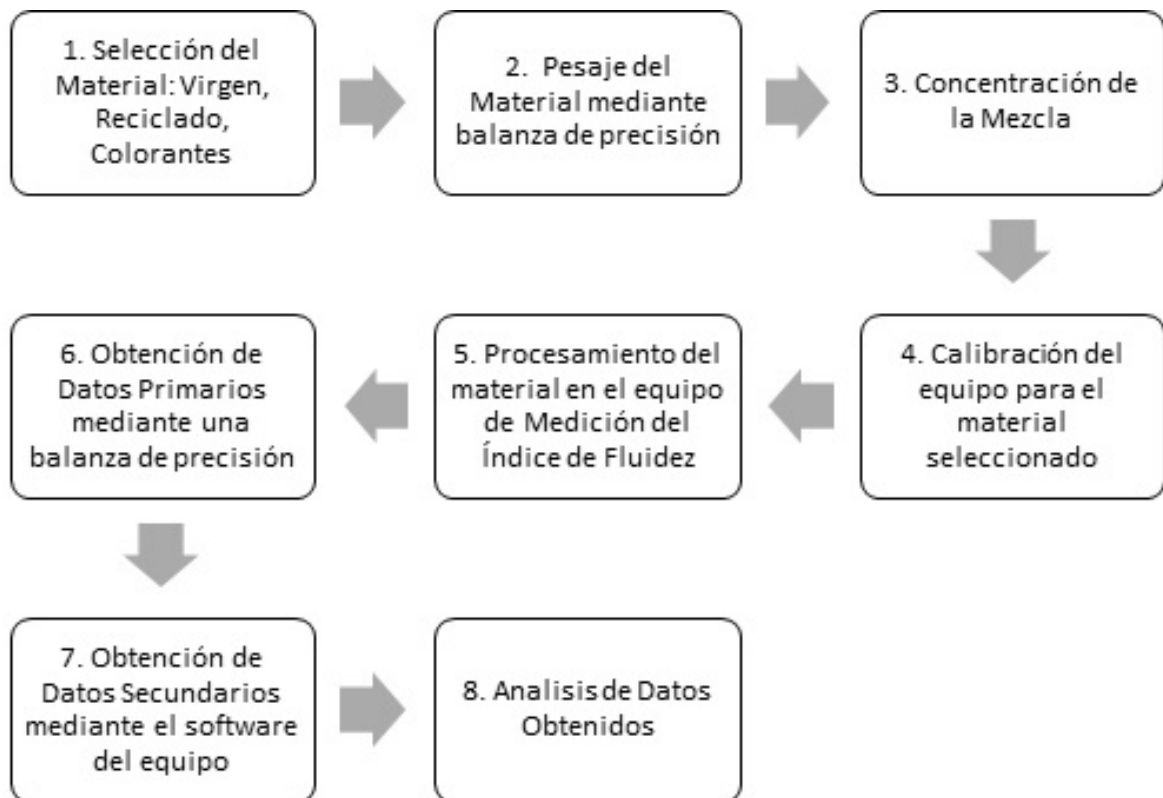 1. Selección del
Material: Virgen,
Reciclado,
Colorantes
2. Pesaje del
Material mediante
balanza de precisión
3. Concentración de
la Mezcla
4. Calibración del
equipo para el
material
seleccionado
5. Procesamiento del
material en el equipo
de Medición del
Índice de Fluidez
6. Obtención de
Datos Primarios
mediante una
balanza de precisión
7. Obtención de
Datos Secundarios
mediante el software
del equipo
8. Analisis de Datos
Obtenidos